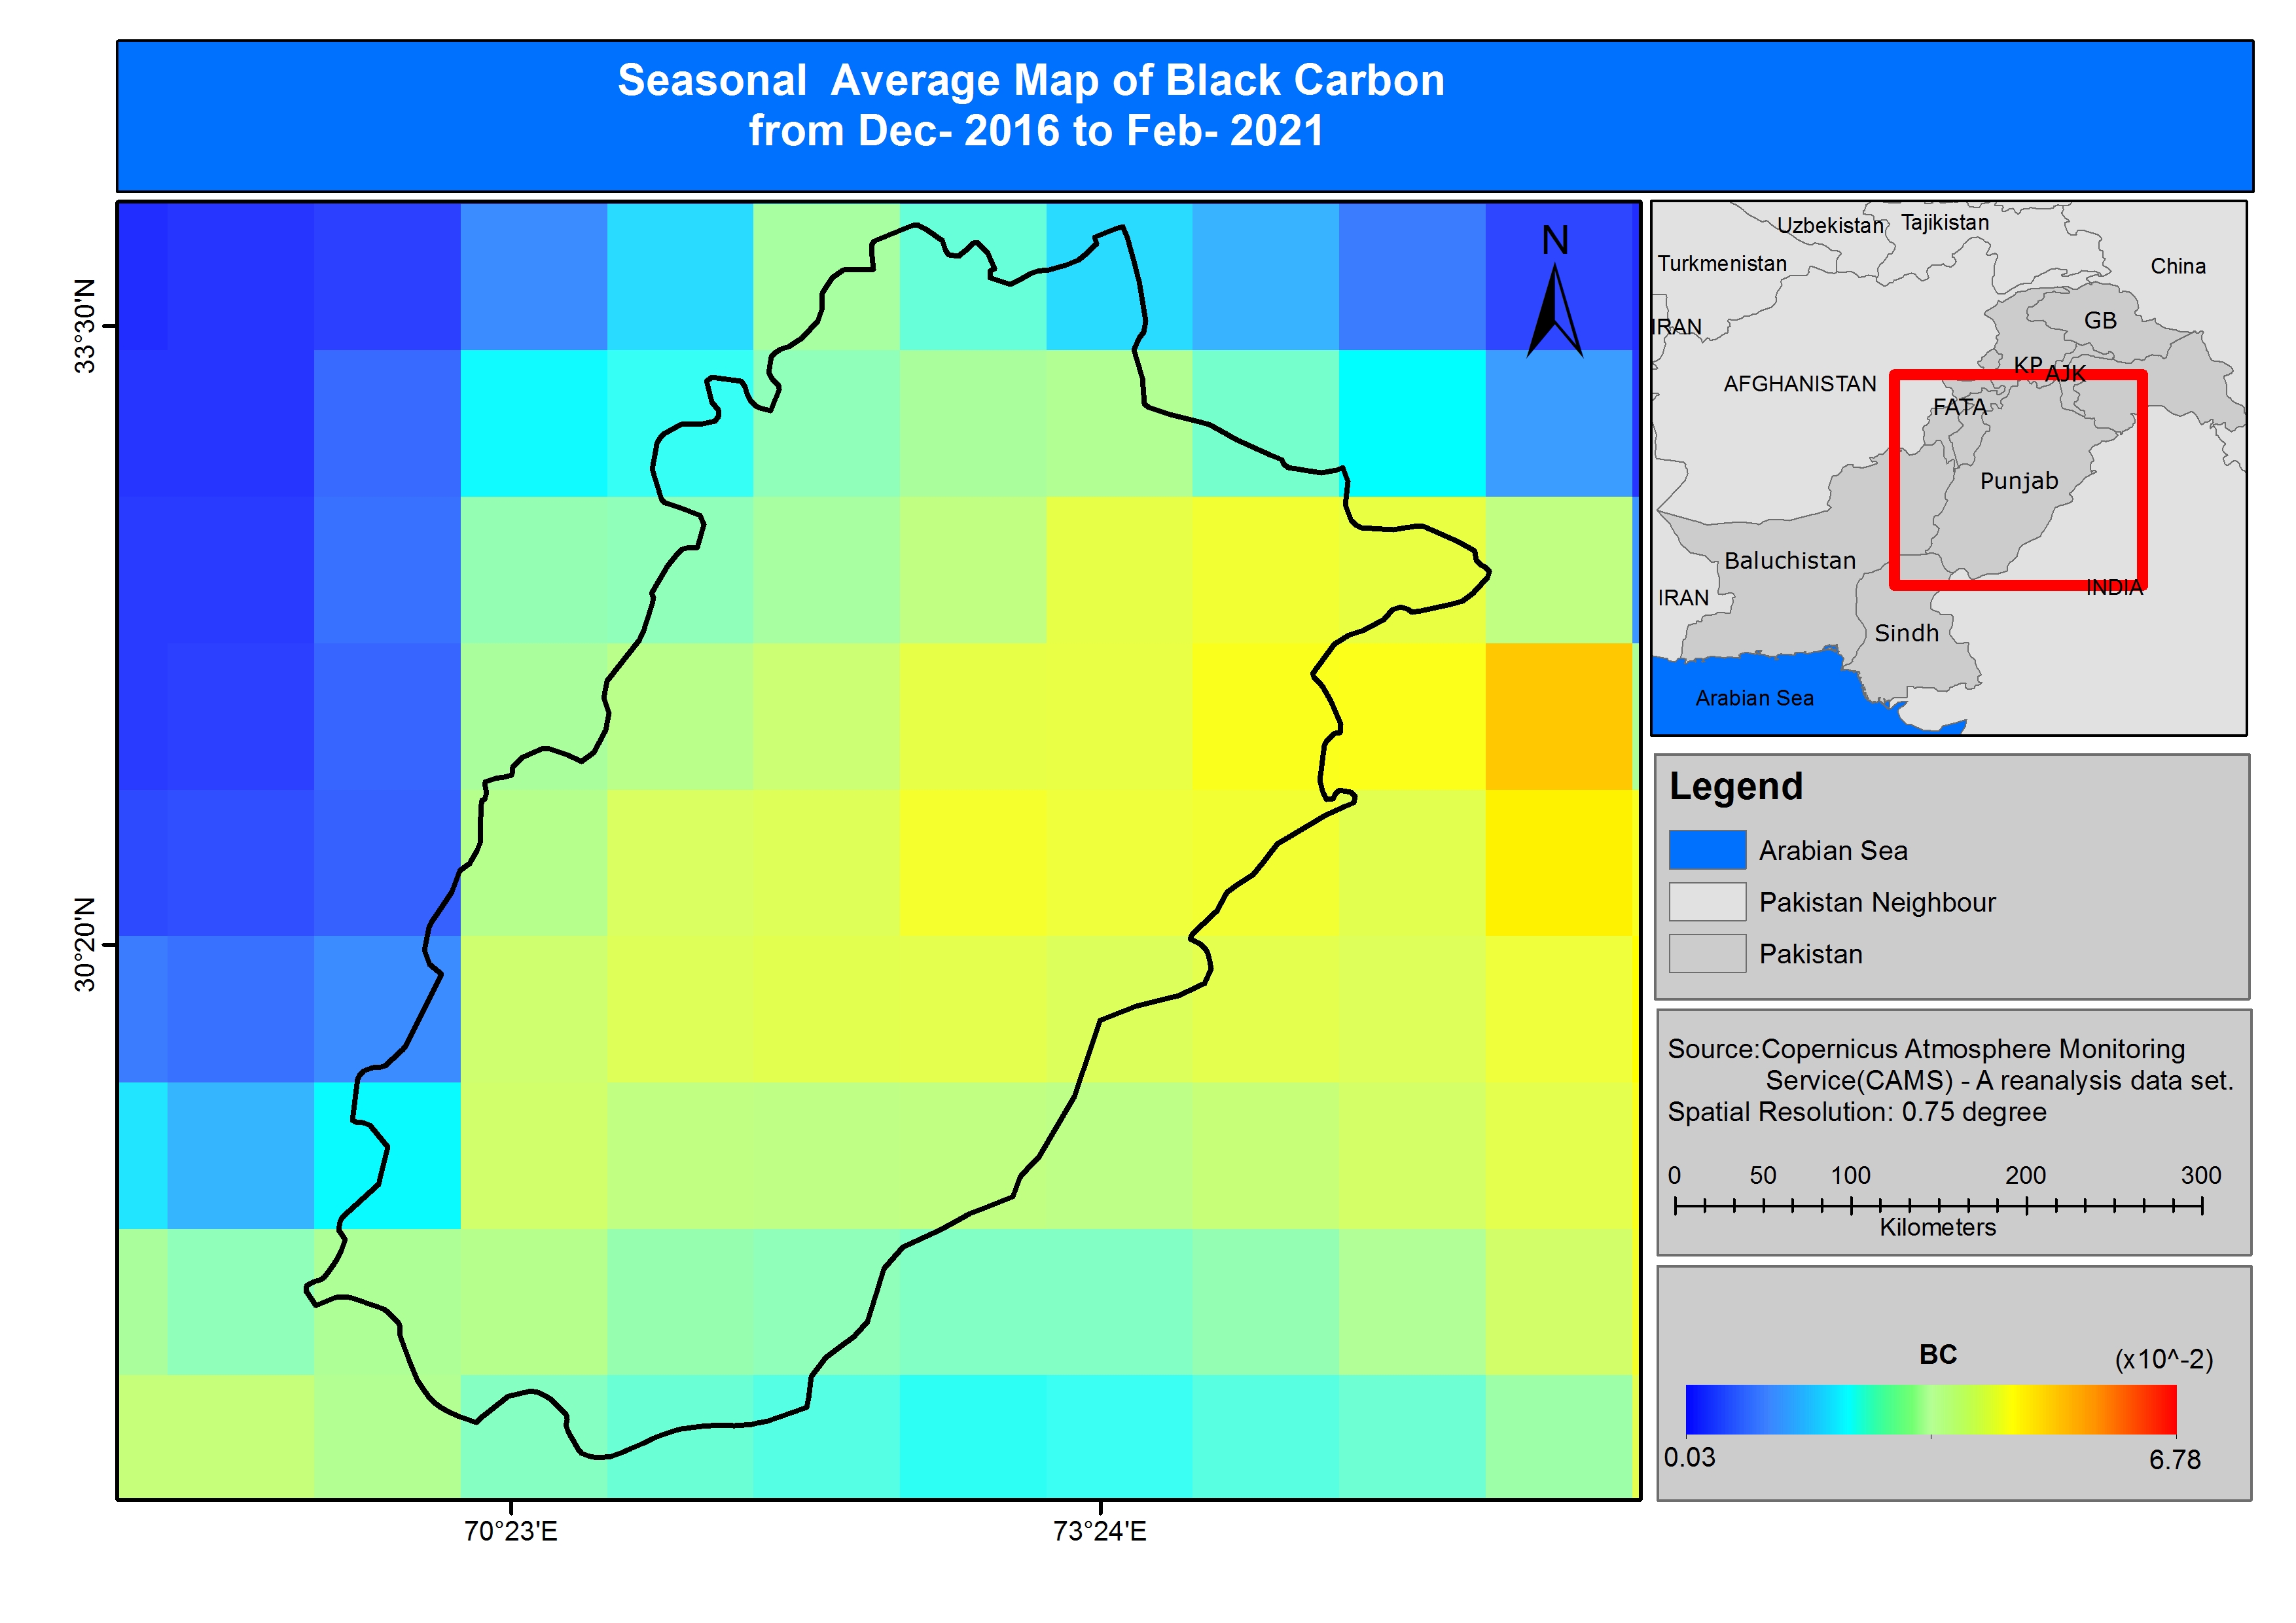 Seasonal  Average Map of Black Carbon
from Dec- 2016 to Feb- 2021
33°30'N
30°20'N
70°23'E
73°24'E
N
Uzbekistan
Tajikistan
Turkmenistan
China
IRAN
GB
KP
AJK
AFGHANISTAN
FATA
Punjab
Baluchistan
INDIA
IRAN
Sindh
Arabian Sea
Legend
Arabian Sea
Pakistan Neighbour
Pakistan
Source:Copernicus Atmosphere Monitoring
Service(CAMS) - A reanalysis data set.
Spatial Resolution: 0.75 degree
0 50 100 200 300
Kilometers
BC (x10^-2)
0.03 6.78